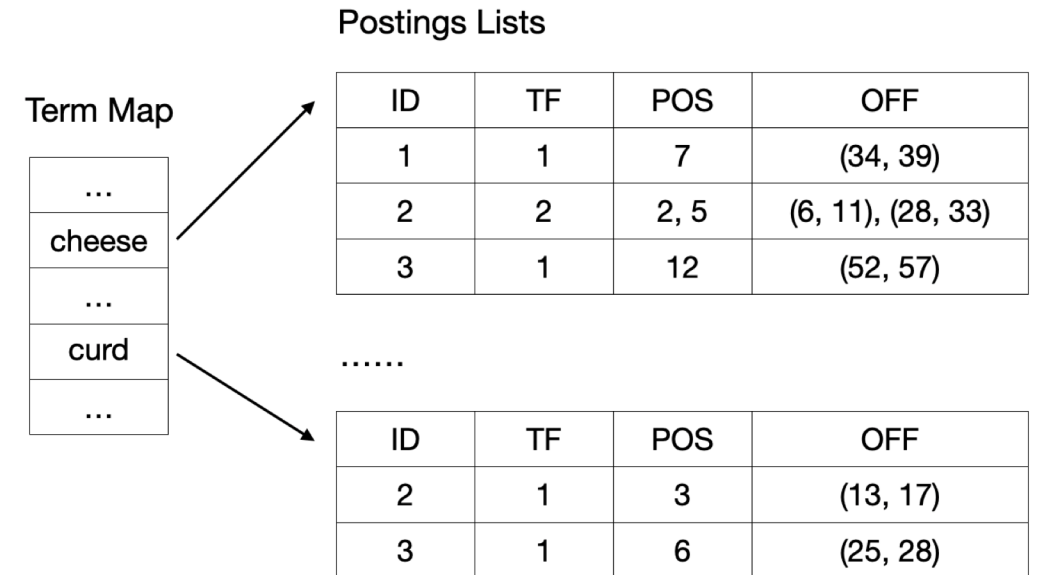 Postings Lists
Term Map
...
cheese
...
curd
...
ID TF POS OFF
1 1 7 (34, 39)
2 2 2, 5 (6, 11), (28, 33)
3 1 12 (52, 57)
......
ID TF POS OFF
2 1 3 (13, 17)
3 1 6 (25, 28)